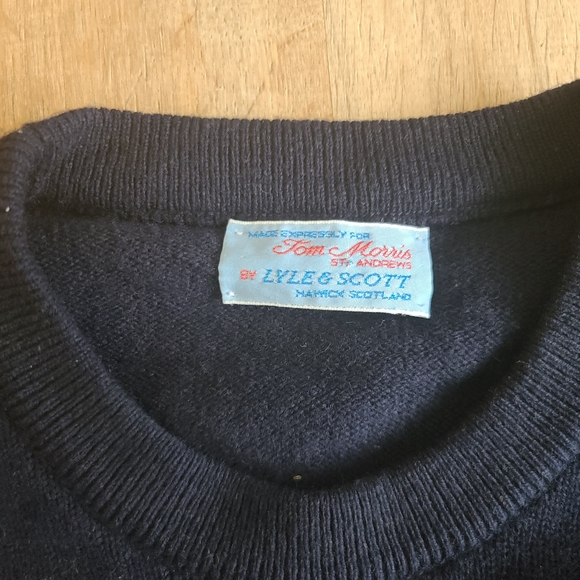 MADE EXPRESSLY FOR
Tom Morris
ST. ANDREWS
BY LYLE & SCOTT
HAWICK SCOTLAND